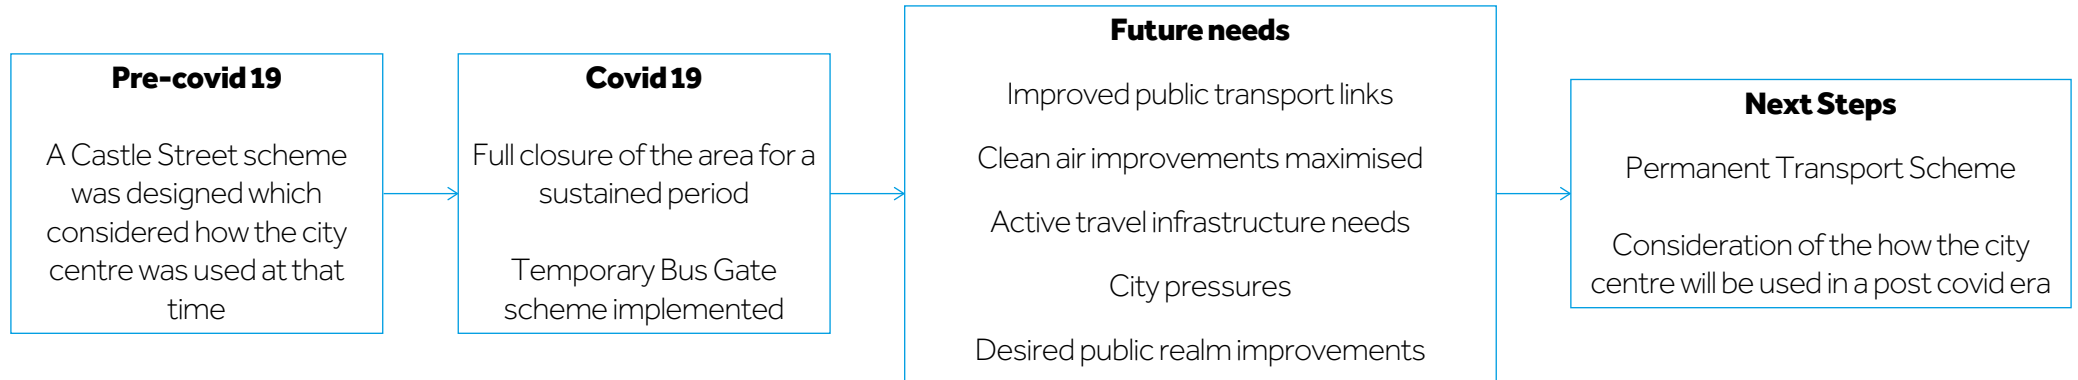 Pre-covid 19
A Castle Street scheme
was designed which
considered how the city
centre was used at that
time
Covid 19
Full closure of the area for a
sustained period
Temporary Bus Gate
scheme implemented
Future needs
Improved public transport links
Clean air improvements maximised
Active travel infrastructure needs
City pressures
Desired public realm improvements
Next Steps
Permanent Transport Scheme
Consideration of the how the city
centre will be used in a post covid era